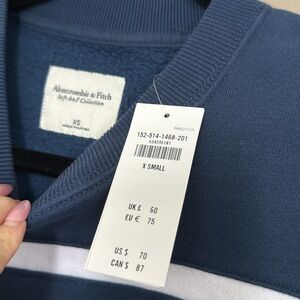 Abercrombie & Fitch
Soft A&F Collection
XS
152-514-1468-201
X SMALL
UK £ 60
EU € 75
US $ 70
CAN $ 87